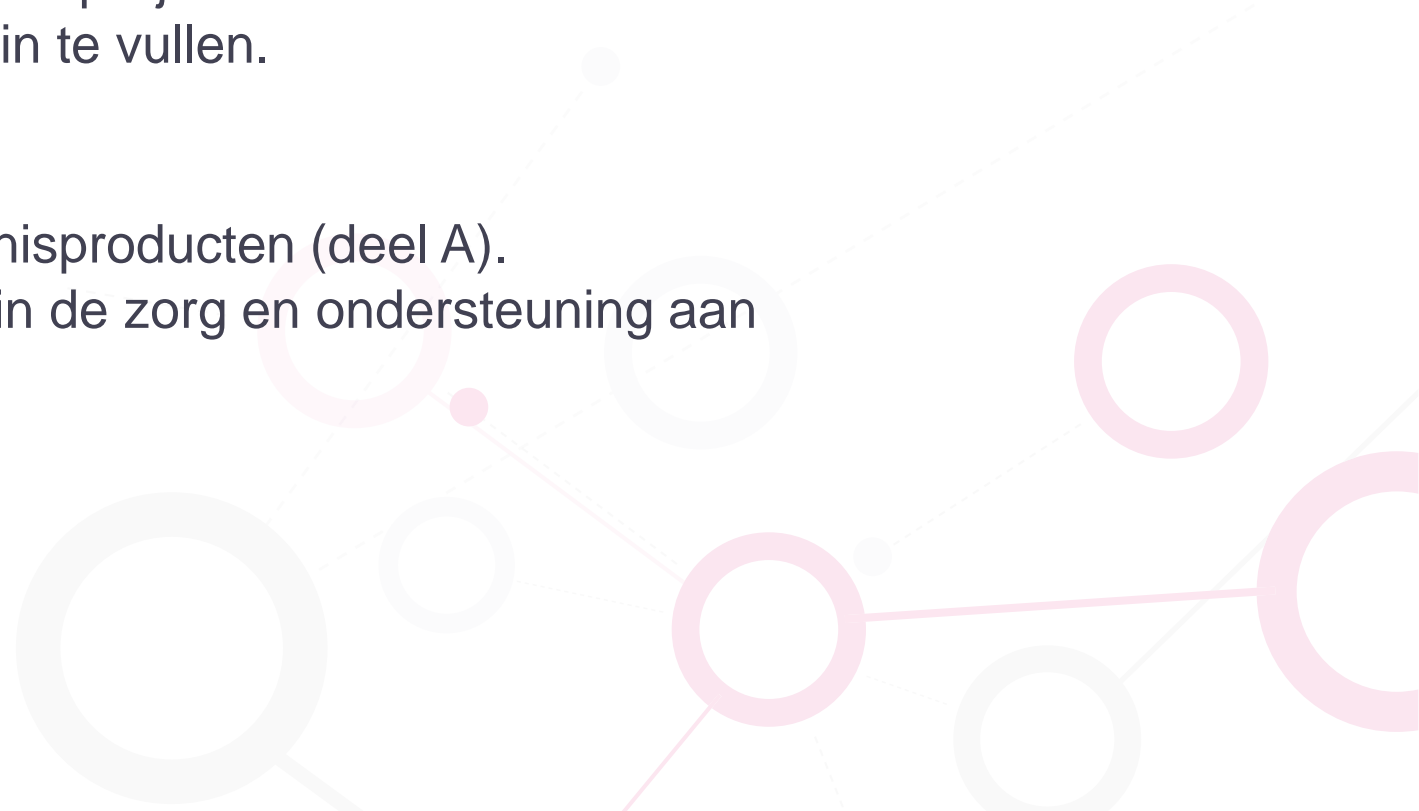 in te vullen.
nisproducten (deel A).
in de zorg en ondersteuning aan